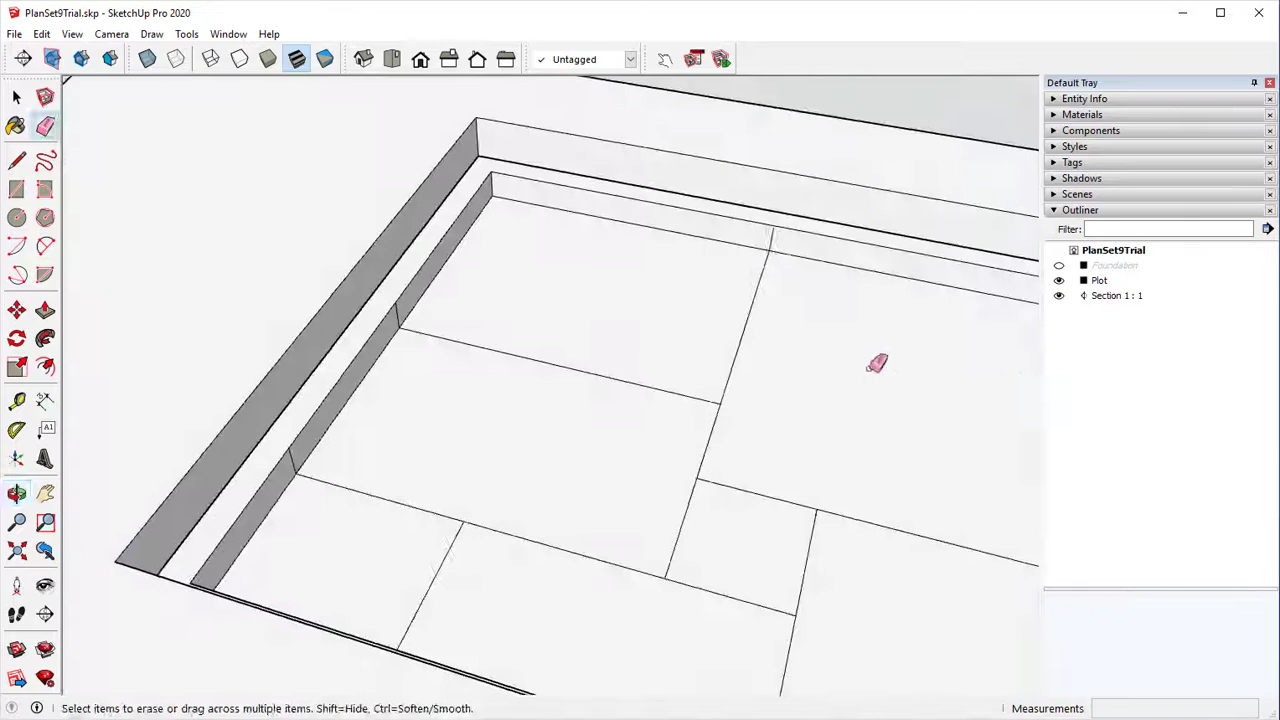 PlanSet9Trial.skp - SketchUp Pro 2020
File Edit View Camera Draw Tools Window Help
Untagged
Default Tray
Entity Info
Materials
Components
Styles
Tags
Shadows
Scenes
Outliner
Filter:
PlanSet9Trial
Foundation
Plot
Section 1 : 1
A1
Select items to erase or drag across multiple items. Shift=Hide, Ctrl=Soften/Smooth.
Measurements